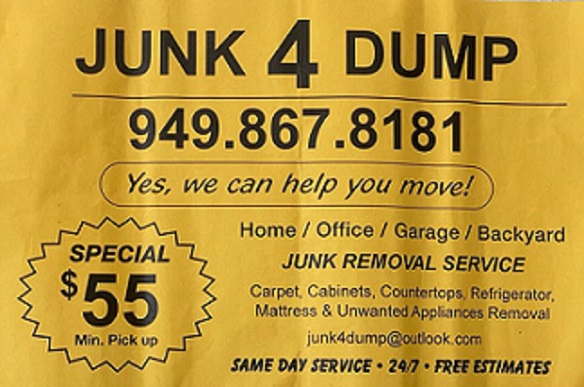 JUNK 4 DUMP
949.867.8181
Yes, we can help you move!
SPECIAL
$55
Min. Pick up
Home / Office / Garage / Backyard
JUNK REMOVAL SERVICE
Carpet, Cabinets, Countertops, Refrigerator,
Mattress & Unwanted Appliances Removal
junk4dump@outlook.com
SAME DAY SERVICE • 24/7 • FREE ESTIMATES